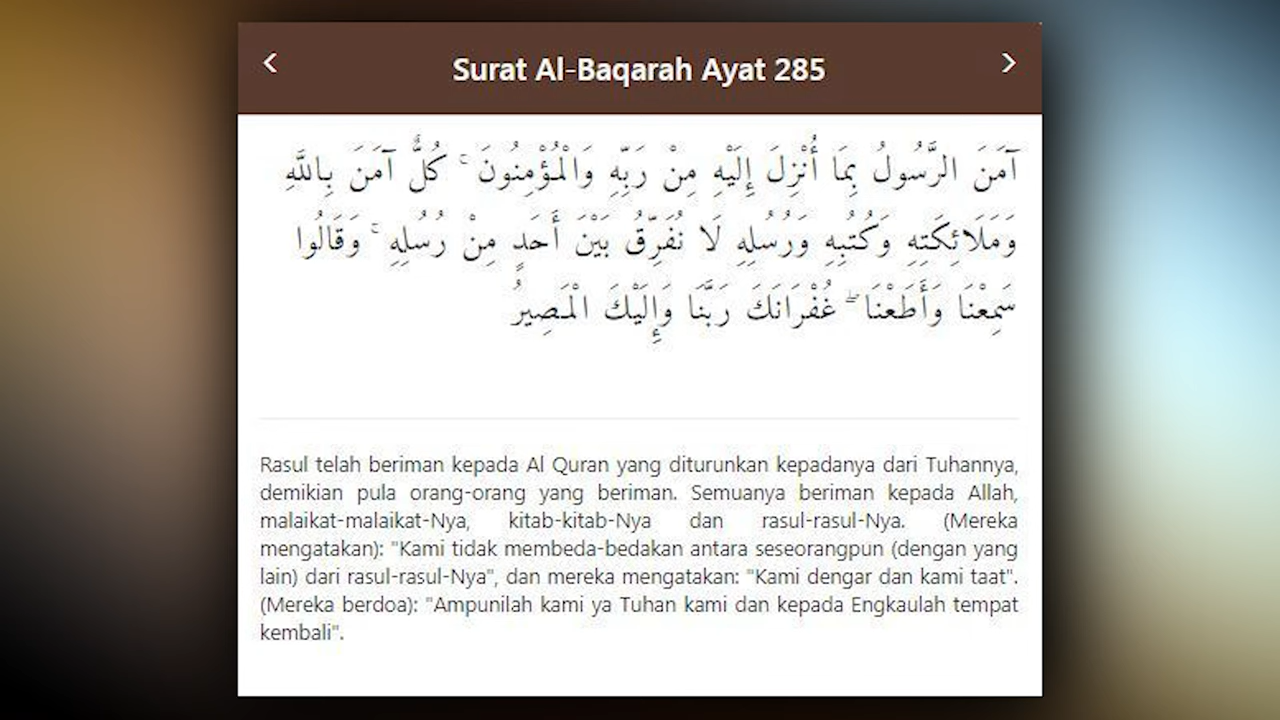 Surat Al-Baqarah Ayat 285
آمَنَ الرَّسُولُ بِمَا أُنْزِلَ إِلَيْهِ مِنْ رَبِّهِ وَالْمُؤْمِنُونَ ۚ كُلٌّ آمَنَ بِاللَّهِ
وَمَلَائِكَتِهِ وَكُتُبِهِ وَرُسُلِهِ لَا نُفَرِّقُ بَيْنَ أَحَدٍ مِنْ رُسُلِهِ ۚ وَقَالُوا
سَمِعْنَا وَأَطَعْنَا ۖ غُفْرَانَكَ رَبَّنَا وَإِلَيْكَ الْمَصِيرُ
Rasul telah beriman kepada Al Quran yang diturunkan kepadanya dari Tuhannya,
demikian pula orang-orang yang beriman. Semuanya beriman kepada Allah,
malaikat-malaikat-Nya, kitab-kitab-Nya dan rasul-rasul-Nya. (Mereka
mengatakan): "Kami tidak membeda-bedakan antara seseorangpun (dengan yang
lain) dari rasul-rasul-Nya", dan mereka mengatakan: "Kami dengar dan kami taat".
(Mereka berdoa): "Ampunilah kami ya Tuhan kami dan kepada Engkaulah tempat
kembali".